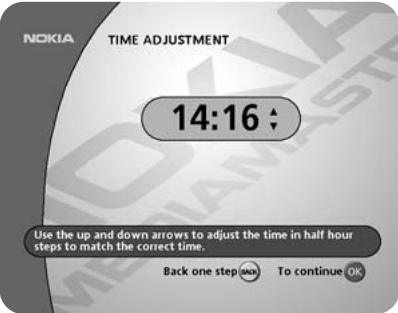 NOKIA
TIME ADJUSTMENT
14:16
Use the up and down arrows to adjust the time in half hour
steps to match the correct time.
Back one step BACK To continue OK
NOKIA
MEDIAMASTER